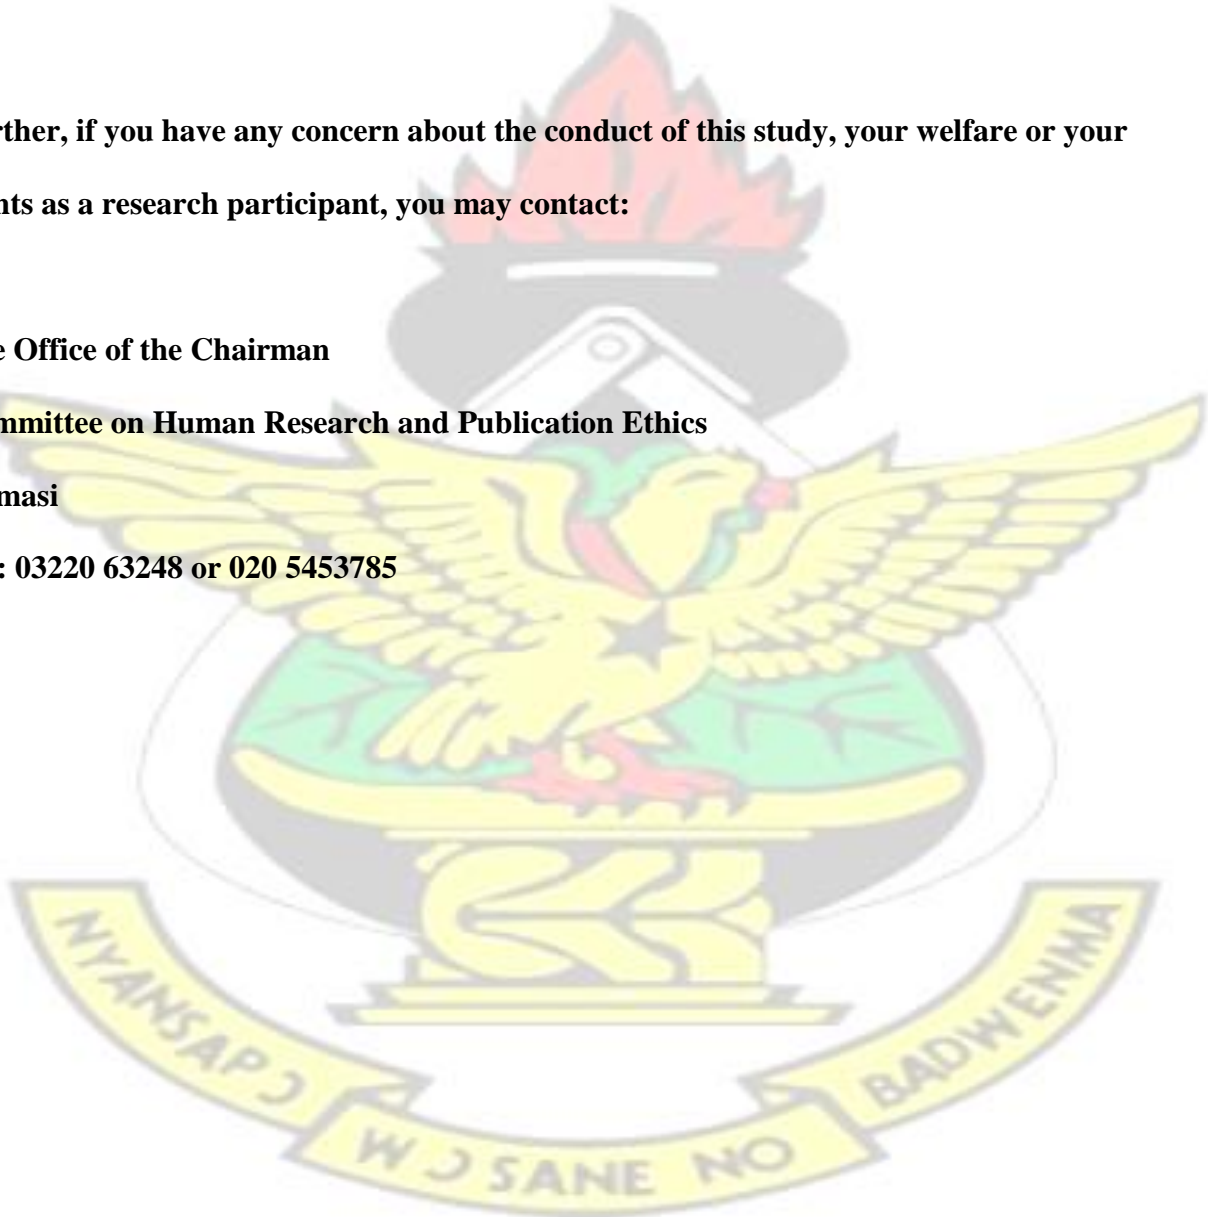 rther, if you have any concern about the conduct of this study, your welfare or your
nts as a research participant, you may contact:
e Office of the Chairman
mmittee on Human Research and Publication Ethics
masi
: 03220 63248 or 020 5453785
NYANSAPƆ
WƆSANE NO
BADWENMA